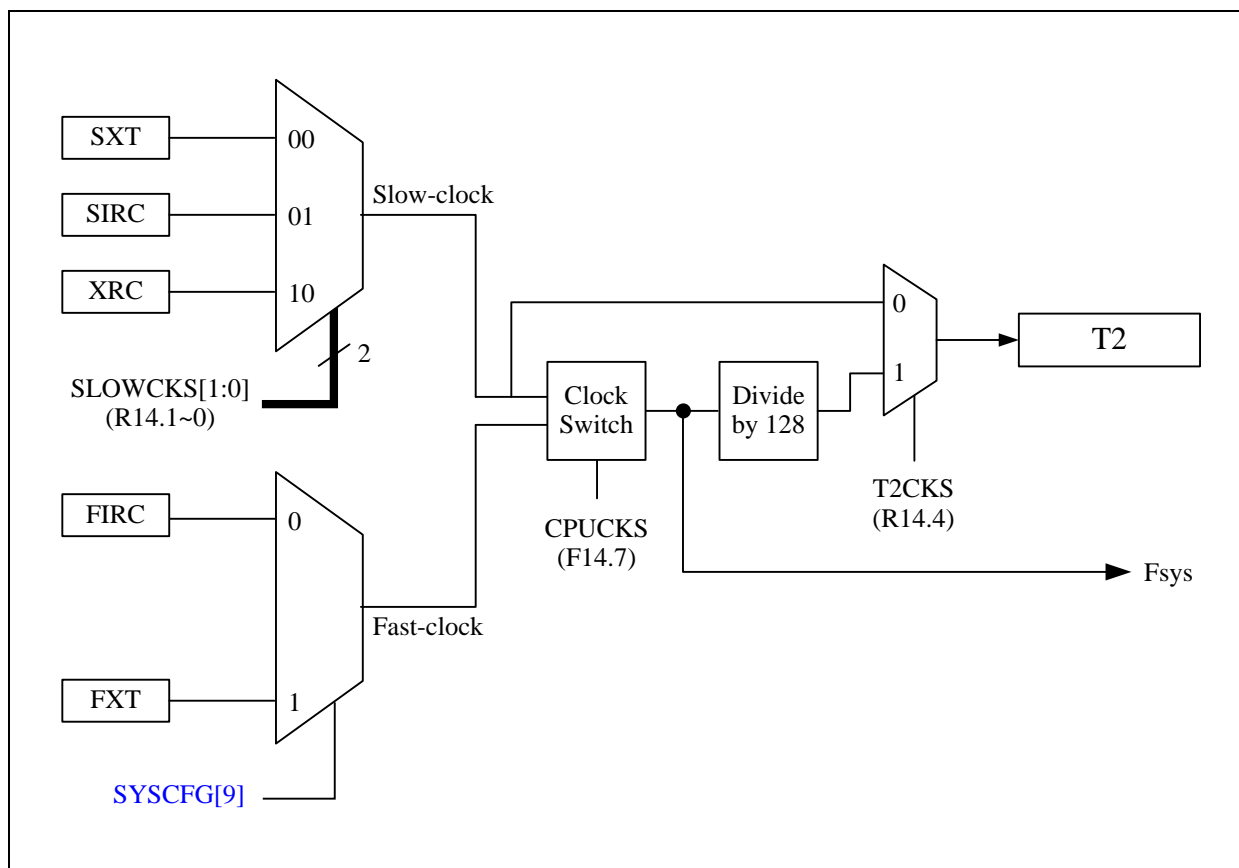 SXT
00
SIRC
01
Slow-clock
XRC
10
2
SLOWCKS[1:0]
(R14.1~0)
0
1
T2
Clock
Switch
Divide
by 128
CPUCKS
(F14.7)
T2CKS
(R14.4)
Fsys
FIRC
0
Fast-clock
FXT
1
SYSCFG[9]